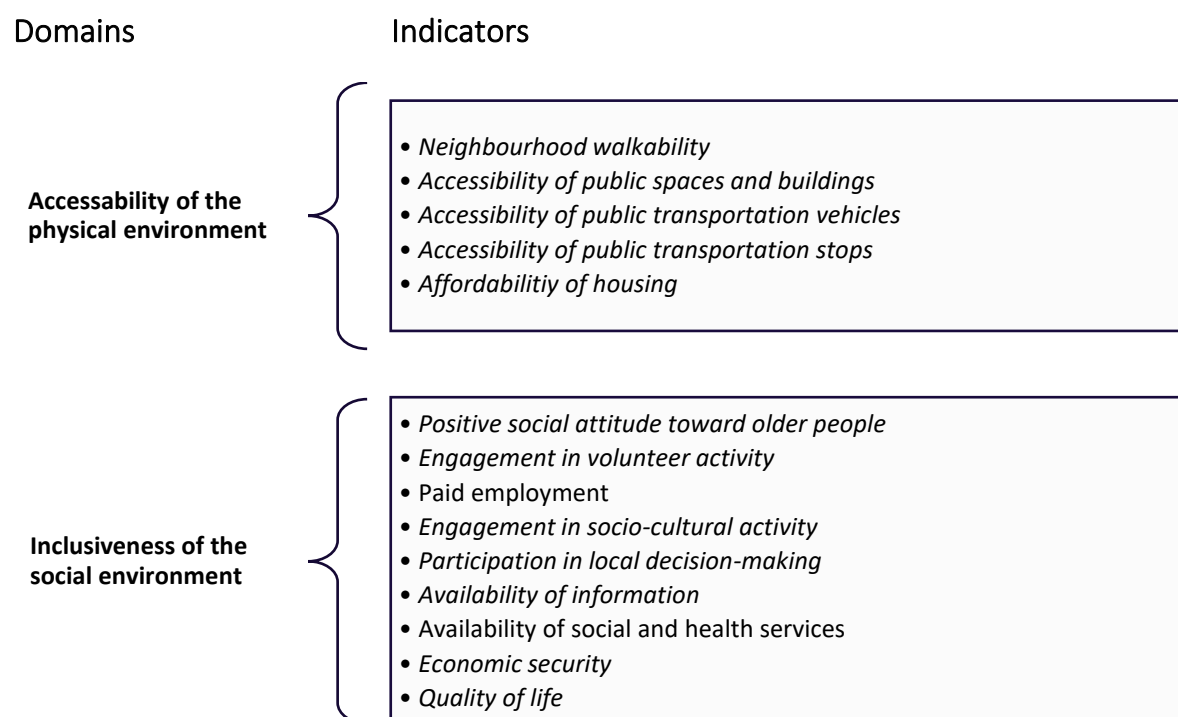 Domains
Indicators
Accessability of the
physical environment
• Neighbourhood walkability
• Accessibility of public spaces and buildings
• Accessibility of public transportation vehicles
• Accessibility of public transportation stops
• Affordabilitiy of housing
Inclusiveness of the
social environment
• Positive social attitude toward older people
• Engagement in volunteer activity
• Paid employment
• Engagement in socio-cultural activity
• Participation in local decision-making
• Availability of information
• Availability of social and health services
• Economic security
• Quality of life